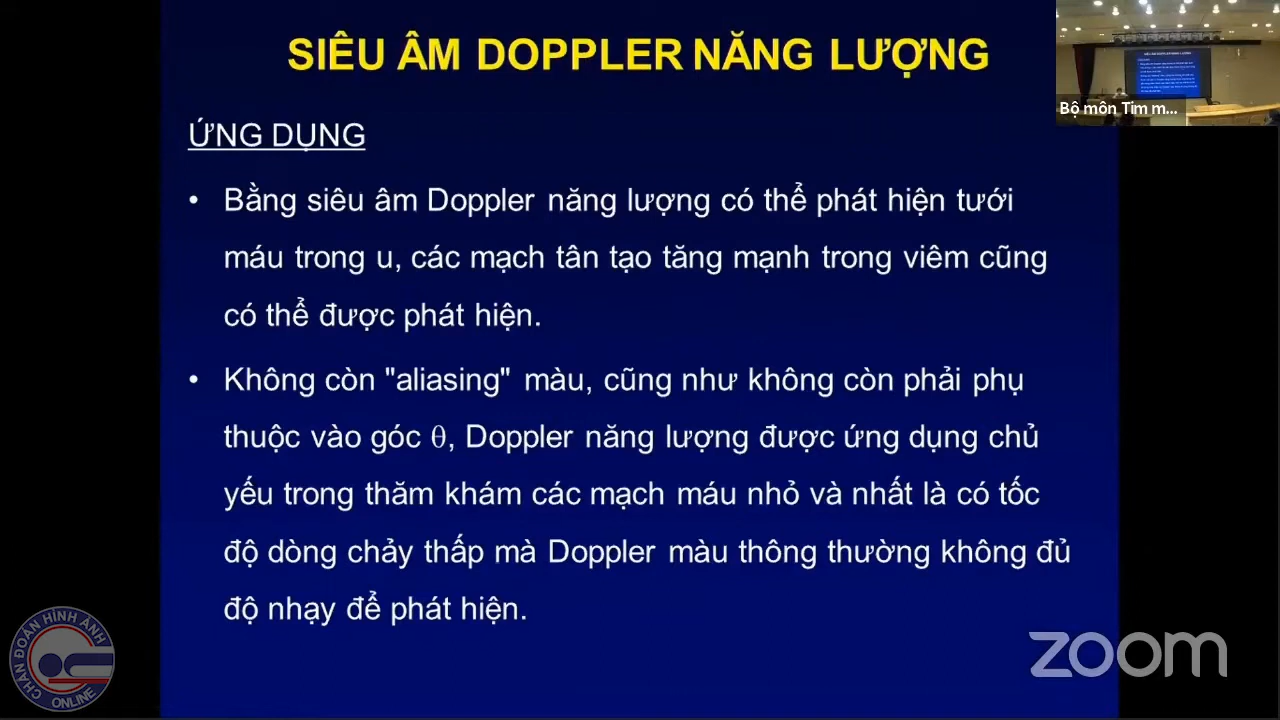 SIÊU ÂM DOPPLER NĂNG LƯỢNG
Bộ môn Tim m...
ỨNG DỤNG
• Bằng siêu âm Doppler năng lượng có thể phát hiện tưới
máu trong u, các mạch tân tạo tăng mạnh trong viêm cũng
có thể được phát hiện.
• Không còn "aliasing" màu, cũng như không còn phải phụ
thuộc vào góc θ, Doppler năng lượng được ứng dụng chủ
yếu trong thăm khám các mạch máu nhỏ và nhất là có tốc
độ dòng chảy thấp mà Doppler màu thông thường không đủ
độ nhạy để phát hiện.
CHẨN ĐOÁN HÌNH ẢNH
ONLINE
zoom